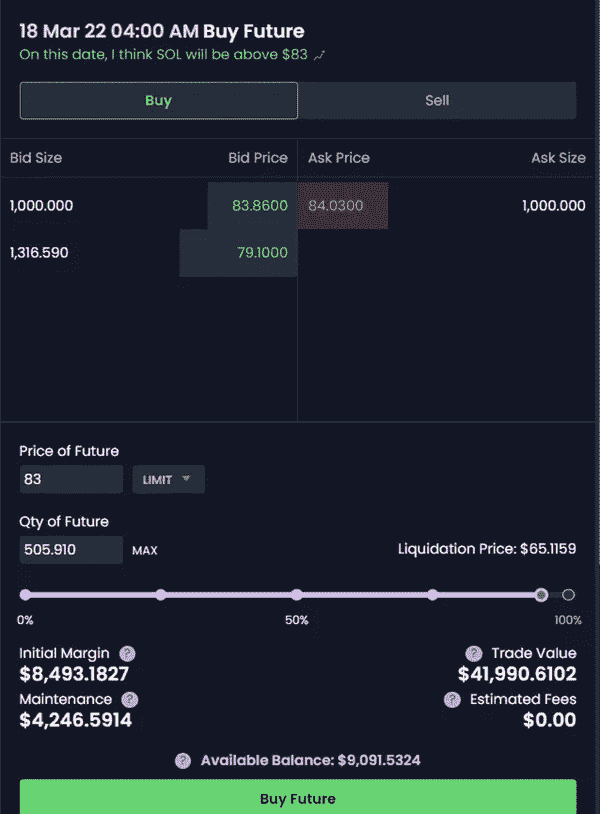 18 Mar 22 04:00 AM Buy Future
On this date, I think SOL will be above $83
Buy Sell
Bid Size Bid Price Ask Price Ask Size
1,000.000 83.8600 84.0300 1,000.000
1,316.590 79.1000
Price of Future
83 LIMIT
Qty of Future
505.910 MAX Liquidation Price: $65.1159
0% 50% 100%
Initial Margin ? ? Trade Value
$8,493.1827 $41,990.6102
Maintenance ? ? Estimated Fees
$4,246.5914 $0.00
? Available Balance: $9,091.5324
Buy Future